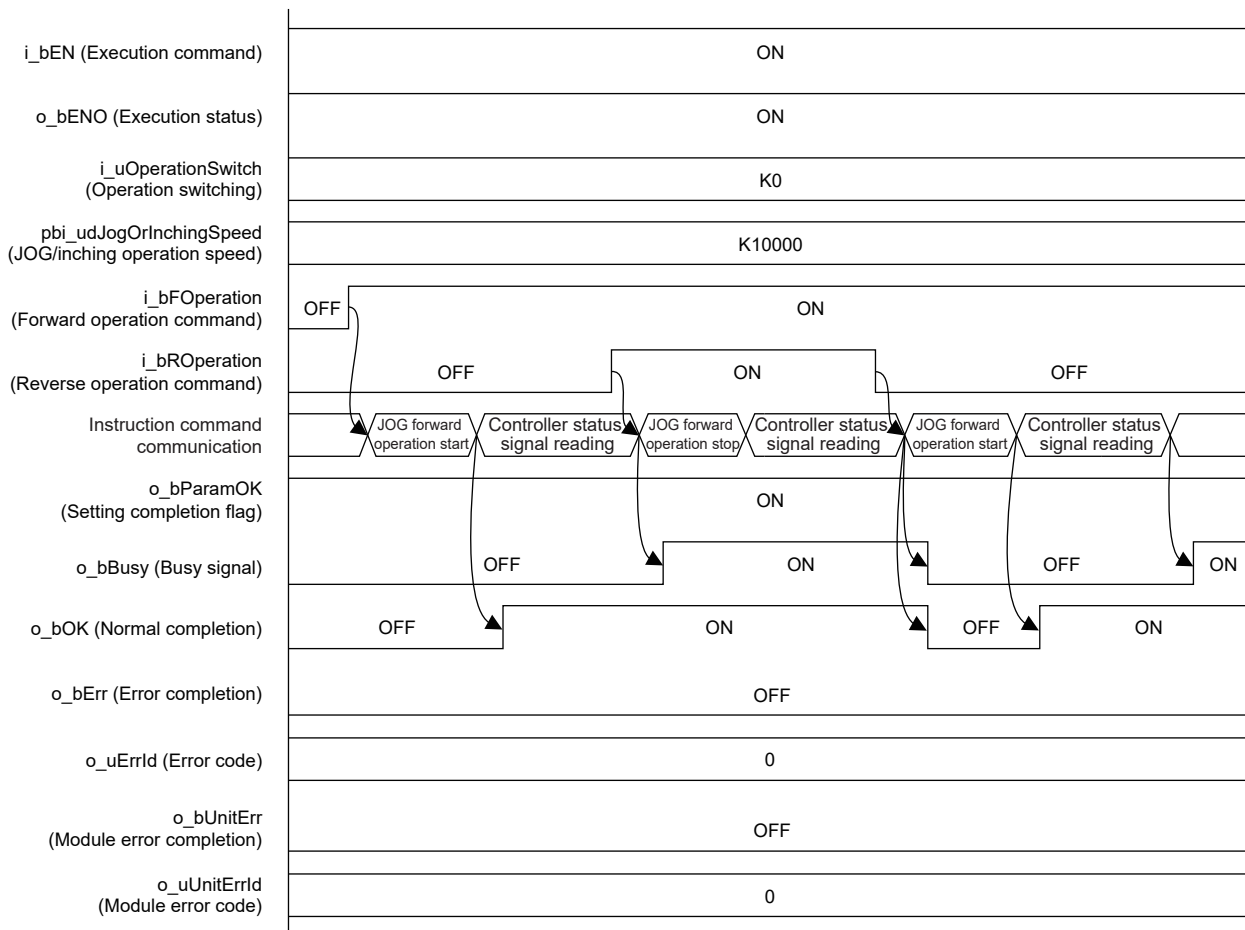 i_bEN (Execution command)
ON
o_bENO (Execution status)
ON
i_uOperationSwitch
(Operation switching)
K0
pbi_udJogOrInchingSpeed
(JOG/inching operation speed)
K10000
i_bFOperation
(Forward operation command)
OFF
ON
i_bROperation
(Reverse operation command)
OFF
ON
OFF
Instruction command
communication
JOG forward
operation start
Controller status
signal reading
JOG forward
operation stop
Controller status
signal reading
JOG forward
operation start
Controller status
signal reading
o_bParamOK
(Setting completion flag)
ON
o_bBusy (Busy signal)
OFF
ON
OFF
ON
o_bOK (Normal completion)
OFF
ON
OFF
ON
o_bErr (Error completion)
OFF
o_uErrId (Error code)
0
o_bUnitErr
(Module error completion)
OFF
o_uUnitErrId
(Module error code)
0